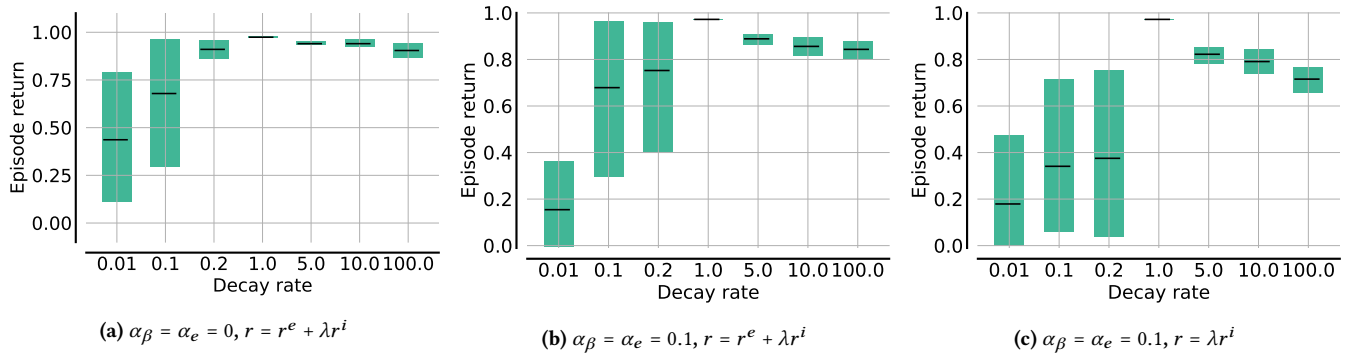 Episode return
1.00
0.75
0.50
0.25
0.00
0.01 0.1 0.2 1.0 5.0 10.0 100.0
Decay rate
(a) αβ = αe = 0, r = r^e + λr^i
Episode return
1.0
0.8
0.6
0.4
0.2
0.0
0.01 0.1 0.2 1.0 5.0 10.0 100.0
Decay rate
(b) αβ = αe = 0.1, r = r^e + λr^i
Episode return
1.0
0.8
0.6
0.4
0.2
0.0
0.01 0.1 0.2 1.0 5.0 10.0 100.0
Decay rate
(c) αβ = αe = 0.1, r = λr^i